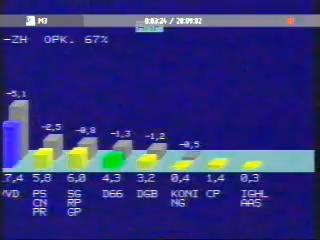 M3 0:03:24 / 20:09:02
-ZH OPK. 67%
-5,1
-2,5
-0,8
-1,3
-1,2
-0,5
7,4 5,8 6,0 4,3 3,2 0,4 1,4 0,3
VD PS SG D66 DGB KONI CP IGHL
CN RP NG AAS
PR GP